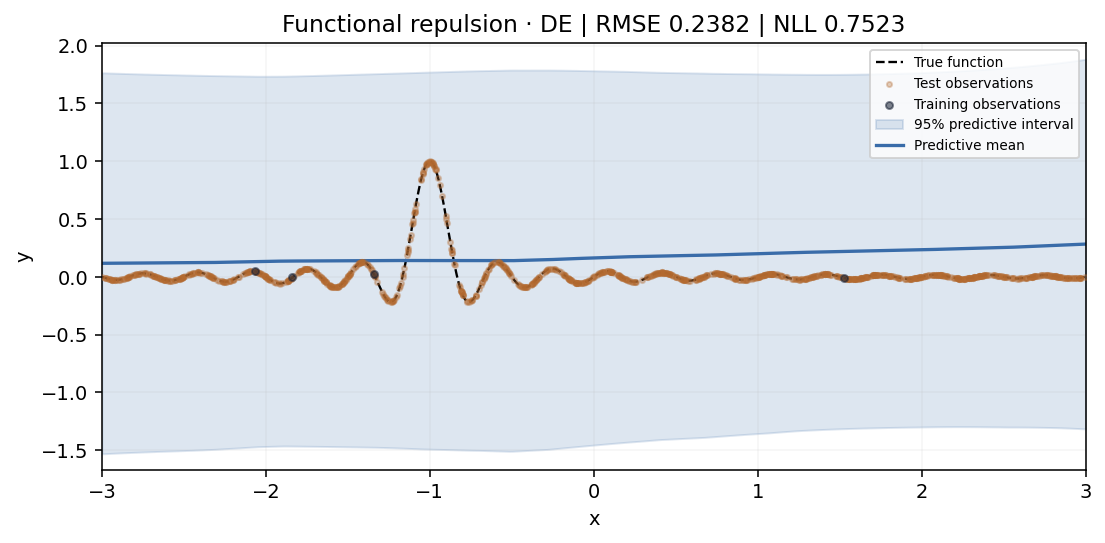 Functional repulsion · DE | RMSE 0.2382 | NLL 0.7523
2.0
1.5
1.0
0.5
0.0
−0.5
−1.0
−1.5
y
True function
Test observations
Training observations
95% predictive interval
Predictive mean
−3 −2 −1 0 1 2 3
x